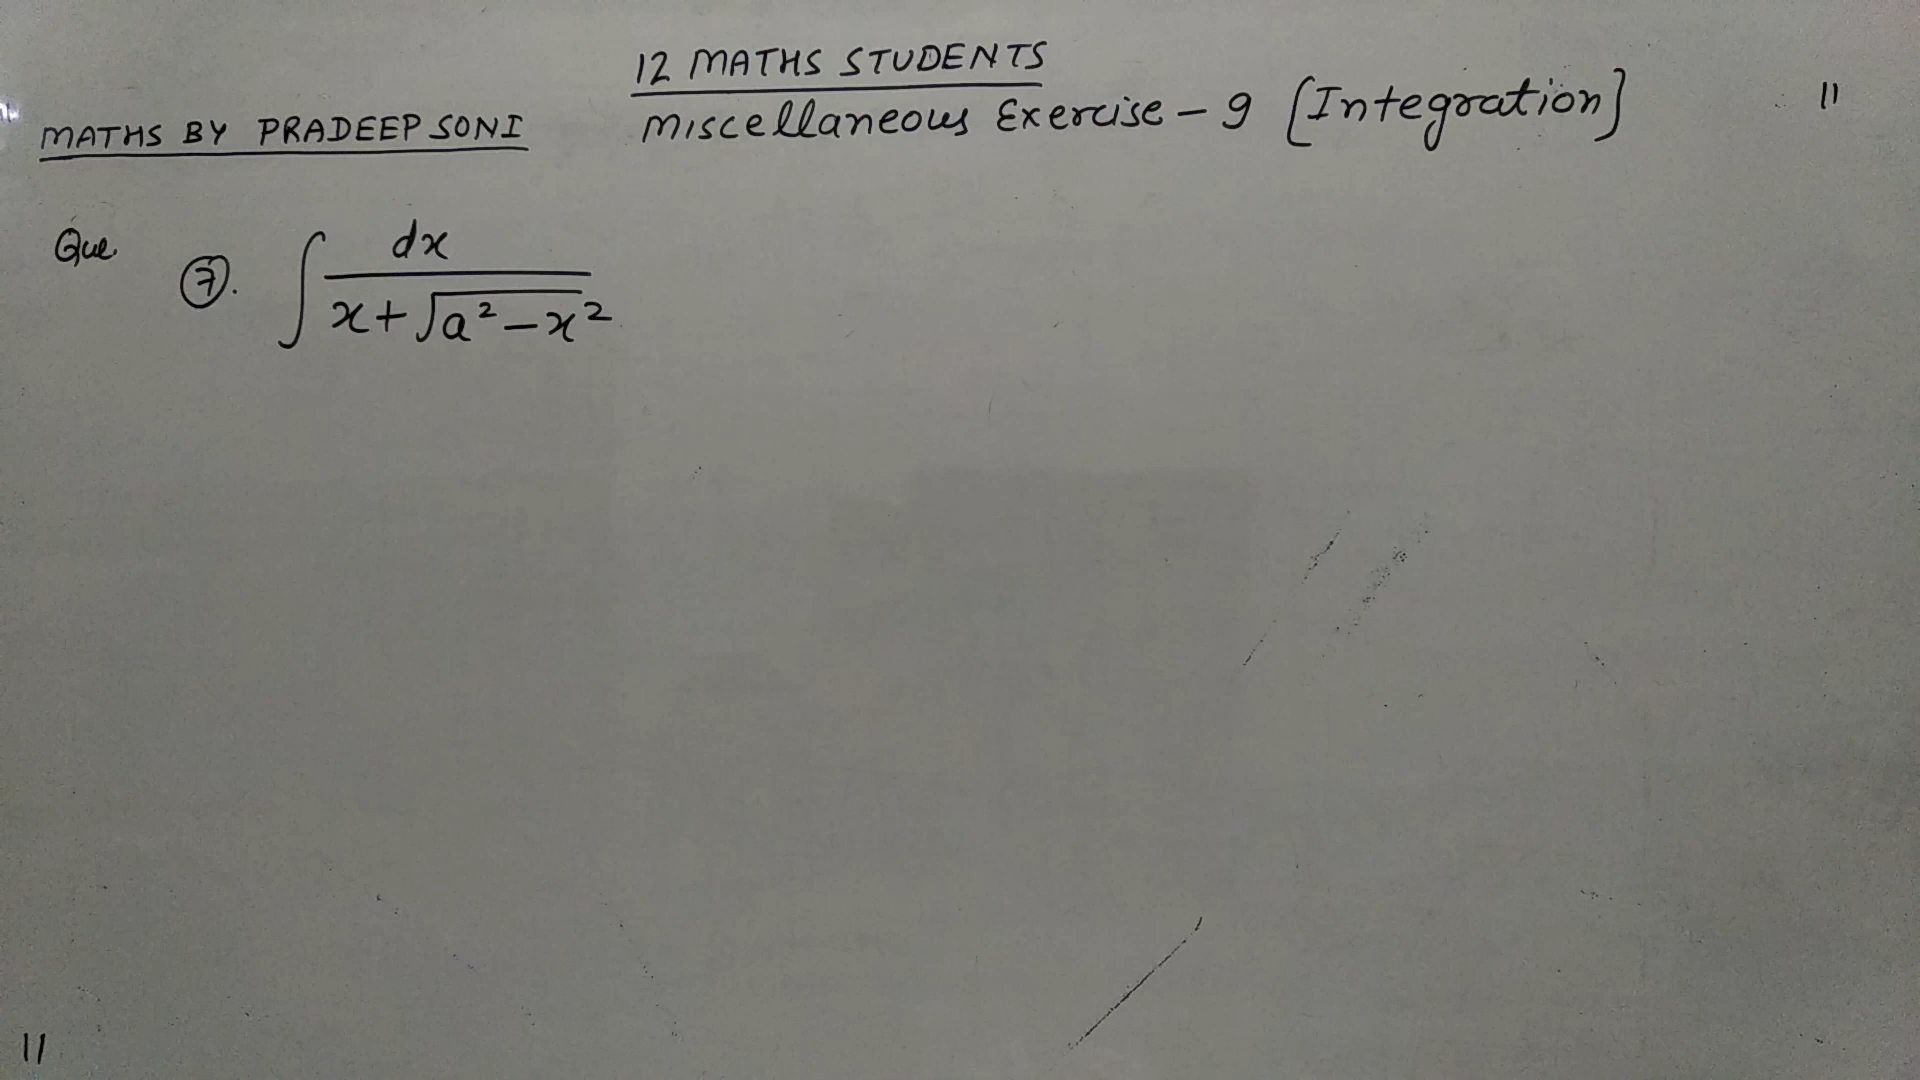 12 MATHS STUDENTS
MATHS BY PRADEEP SONI
Miscellaneous Exercise - 9 [Integration]
11
Que. ⑦. ∫ dx / (x + √(a² - x²))
11